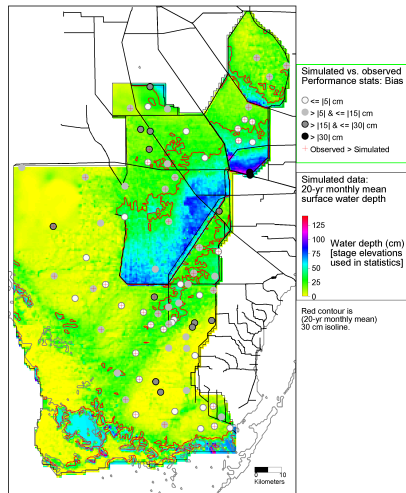 Simulated vs. observed
Performance stats: Bias
<= |5| cm
> |5| & <= |15| cm
> |15| & <= |30| cm
> |30| cm
Observed > Simulated
Simulated data:
20-yr monthly mean
surface water depth
125
100
75
50
25
0
Water depth (cm)
[stage elevations
used in statistics]
Red contour is
(20-yr monthly mean)
30 cm isoline.
0 10
Kilometers